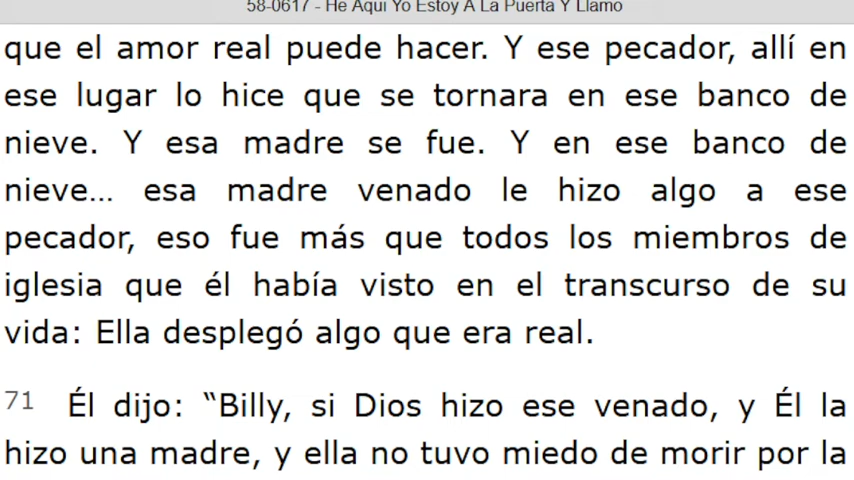 58-0617 - He Aquí Yo Estoy A La Puerta Y Llamo
que el amor real puede hacer. Y ese pecador, allí en
ese lugar lo hice que se tornara en ese banco de
nieve. Y esa madre se fue. Y en ese banco de
nieve… esa madre venado le hizo algo a ese
pecador, eso fue más que todos los miembros de
iglesia que él había visto en el transcurso de su
vida: Ella desplegó algo que era real.
71 Él dijo: “Billy, si Dios hizo ese venado, y Él la
hizo una madre, y ella no tuvo miedo de morir por la